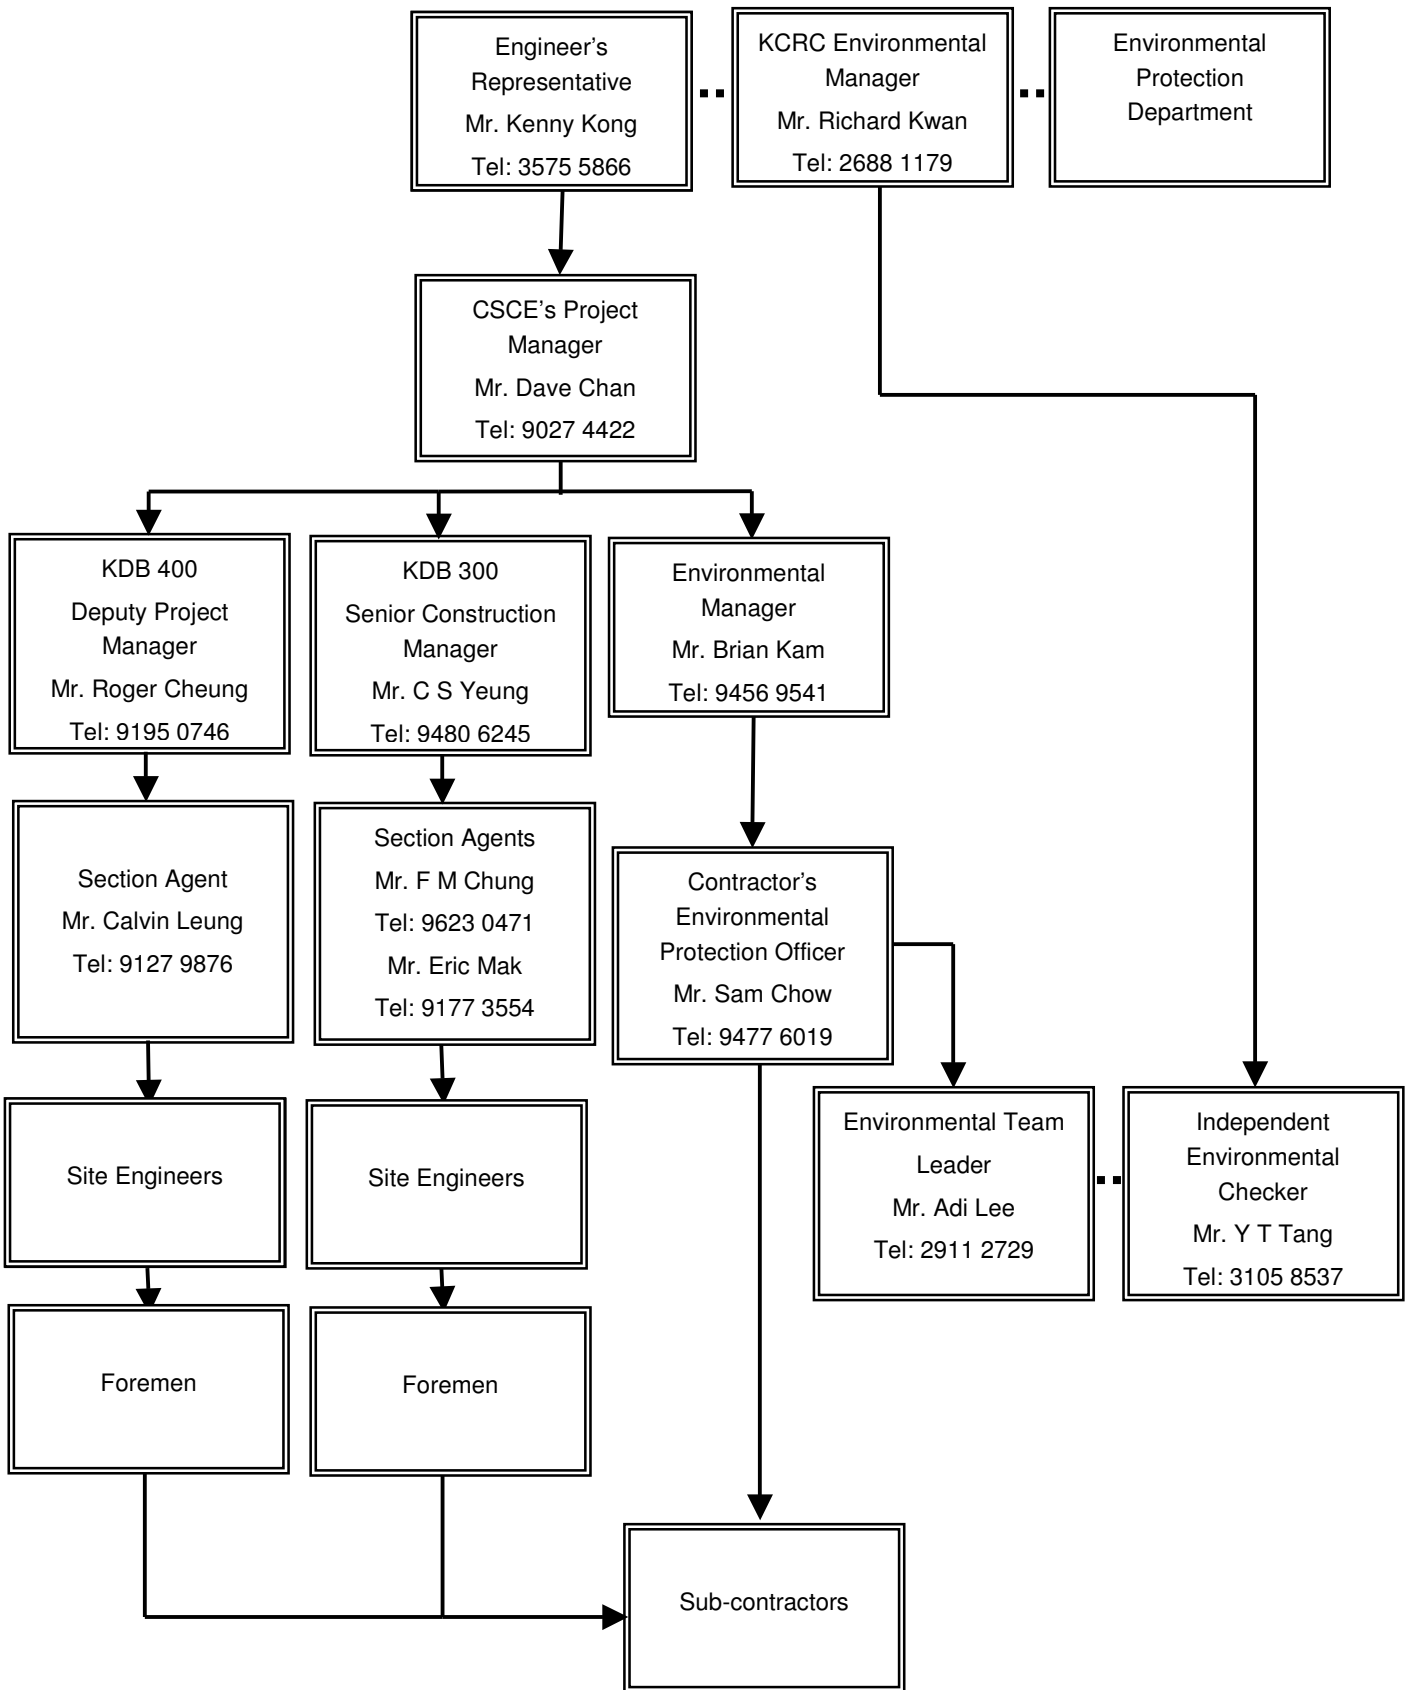 Engineer's
Representative
Mr. Kenny Kong
Tel: 3575 5866
KCRC Environmental
Manager
Mr. Richard Kwan
Tel: 2688 1179
Environmental
Protection
Department
CSCE's Project
Manager
Mr. Dave Chan
Tel: 9027 4422
KDB 400
Deputy Project
Manager
Mr. Roger Cheung
Tel: 9195 0746
KDB 300
Senior Construction
Manager
Mr. C S Yeung
Tel: 9480 6245
Environmental
Manager
Mr. Brian Kam
Tel: 9456 9541
Section Agent
Mr. Calvin Leung
Tel: 9127 9876
Section Agents
Mr. F M Chung
Tel: 9623 0471
Mr. Eric Mak
Tel: 9177 3554
Contractor's
Environmental
Protection Officer
Mr. Sam Chow
Tel: 9477 6019
Environmental Team
Leader
Mr. Adi Lee
Tel: 2911 2729
Independent
Environmental
Checker
Mr. Y T Tang
Tel: 3105 8537
Site Engineers
Site Engineers
Foremen
Foremen
Sub-contractors